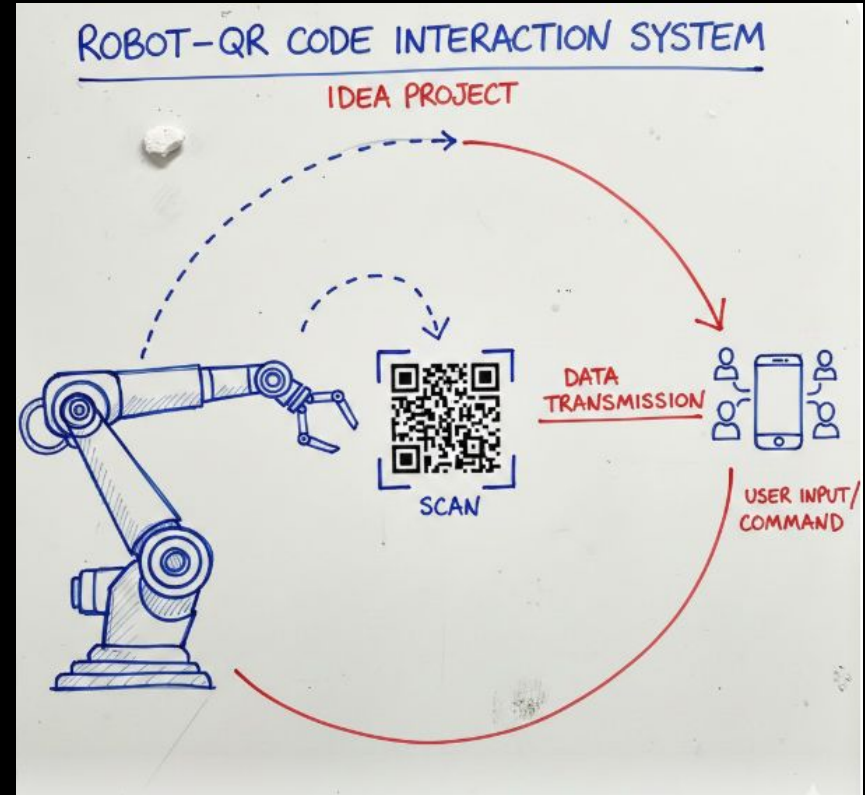 ROBOT-QR CODE INTERACTION SYSTEM
IDEA PROJECT
DATA
TRANSMISSION
SCAN
USER INPUT/
COMMAND